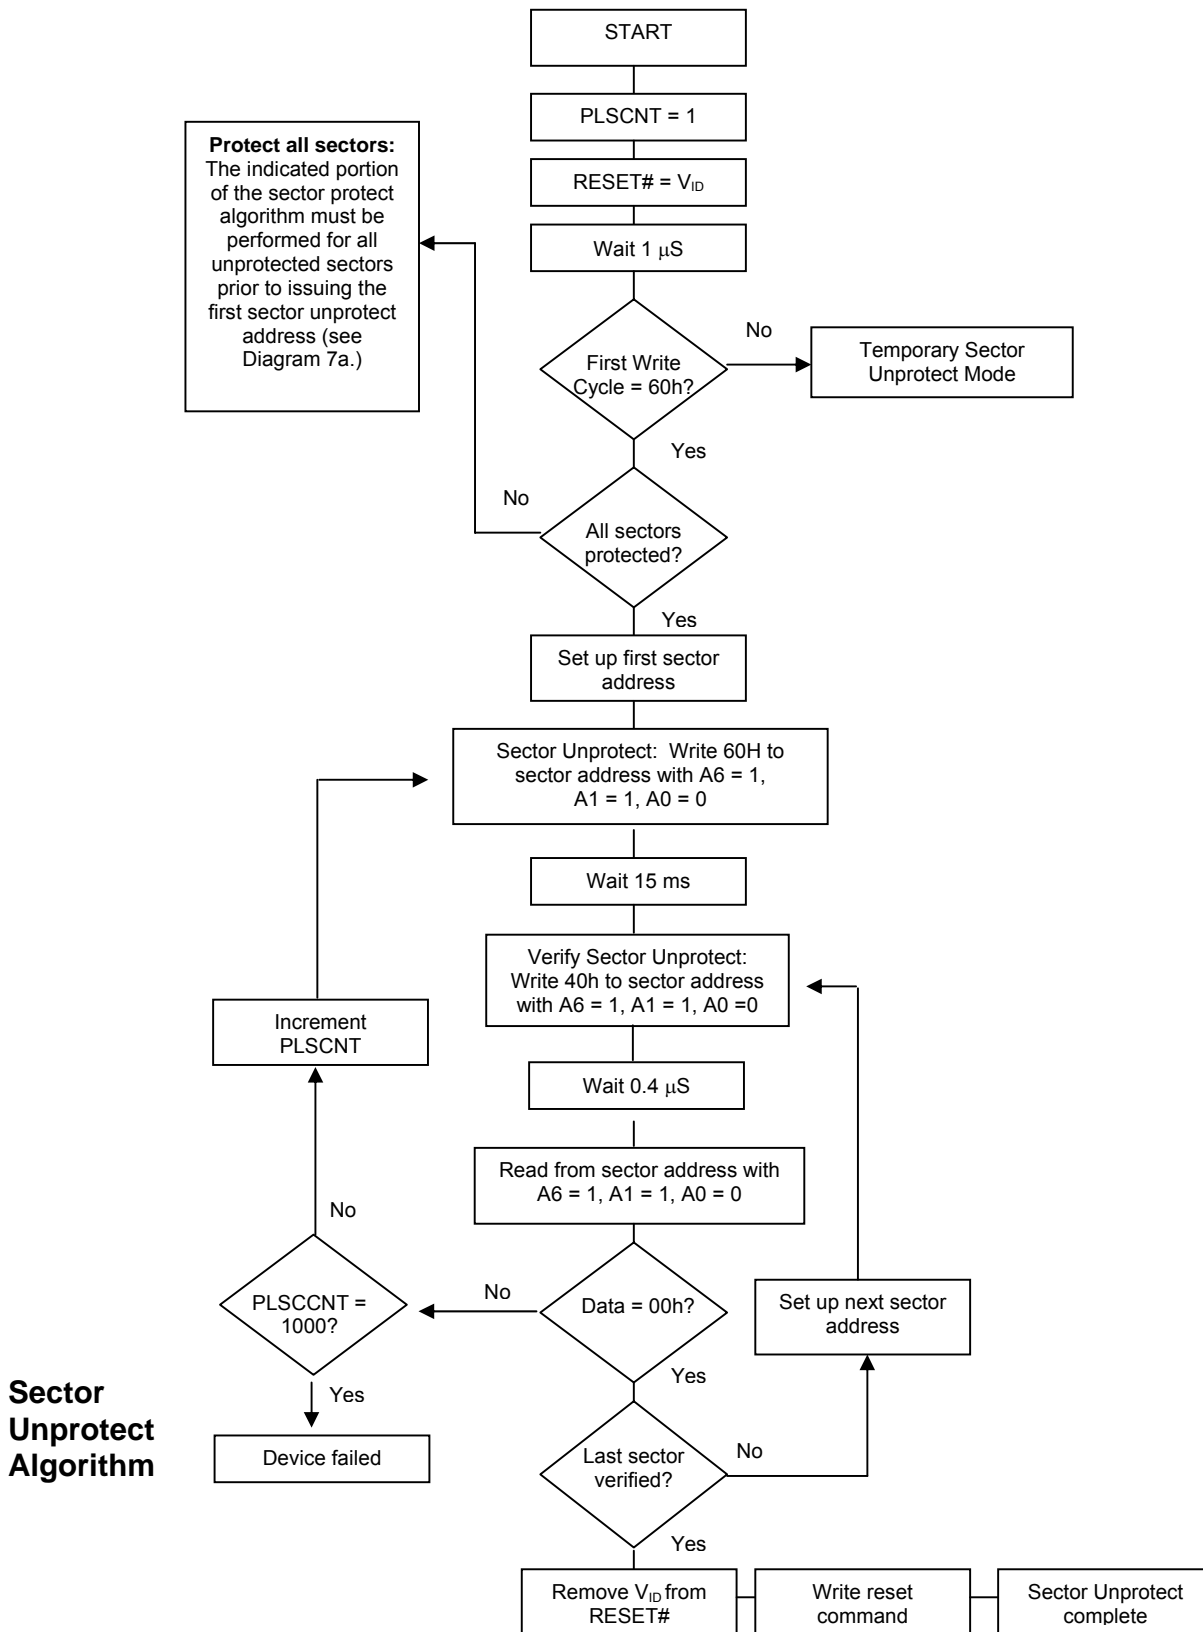 START
PLSCNT = 1
RESET# = VID
Wait 1 μS
Protect all sectors:
The indicated portion
of the sector protect
algorithm must be
performed for all
unprotected sectors
prior to issuing the
first sector unprotect
address (see
Diagram 7a.)
First Write
Cycle = 60h?
No
Temporary Sector
Unprotect Mode
Yes
All sectors
protected?
No
Yes
Set up first sector
address
Sector Unprotect:  Write 60H to
sector address with A6 = 1,
A1 = 1, A0 = 0
Wait 15 ms
Verify Sector Unprotect:
Write 40h to sector address
with A6 = 1, A1 = 1, A0 =0
Increment
PLSCNT
Wait 0.4 μS
Read from sector address with
A6 = 1, A1 = 1, A0 = 0
No
PLSCCNT =
1000?
No
Data = 00h?
Set up next sector
address
Yes
Yes
Device failed
Sector
Unprotect
Algorithm
Last sector
verified?
No
Yes
Remove VID from
RESET#
Write reset
command
Sector Unprotect
complete